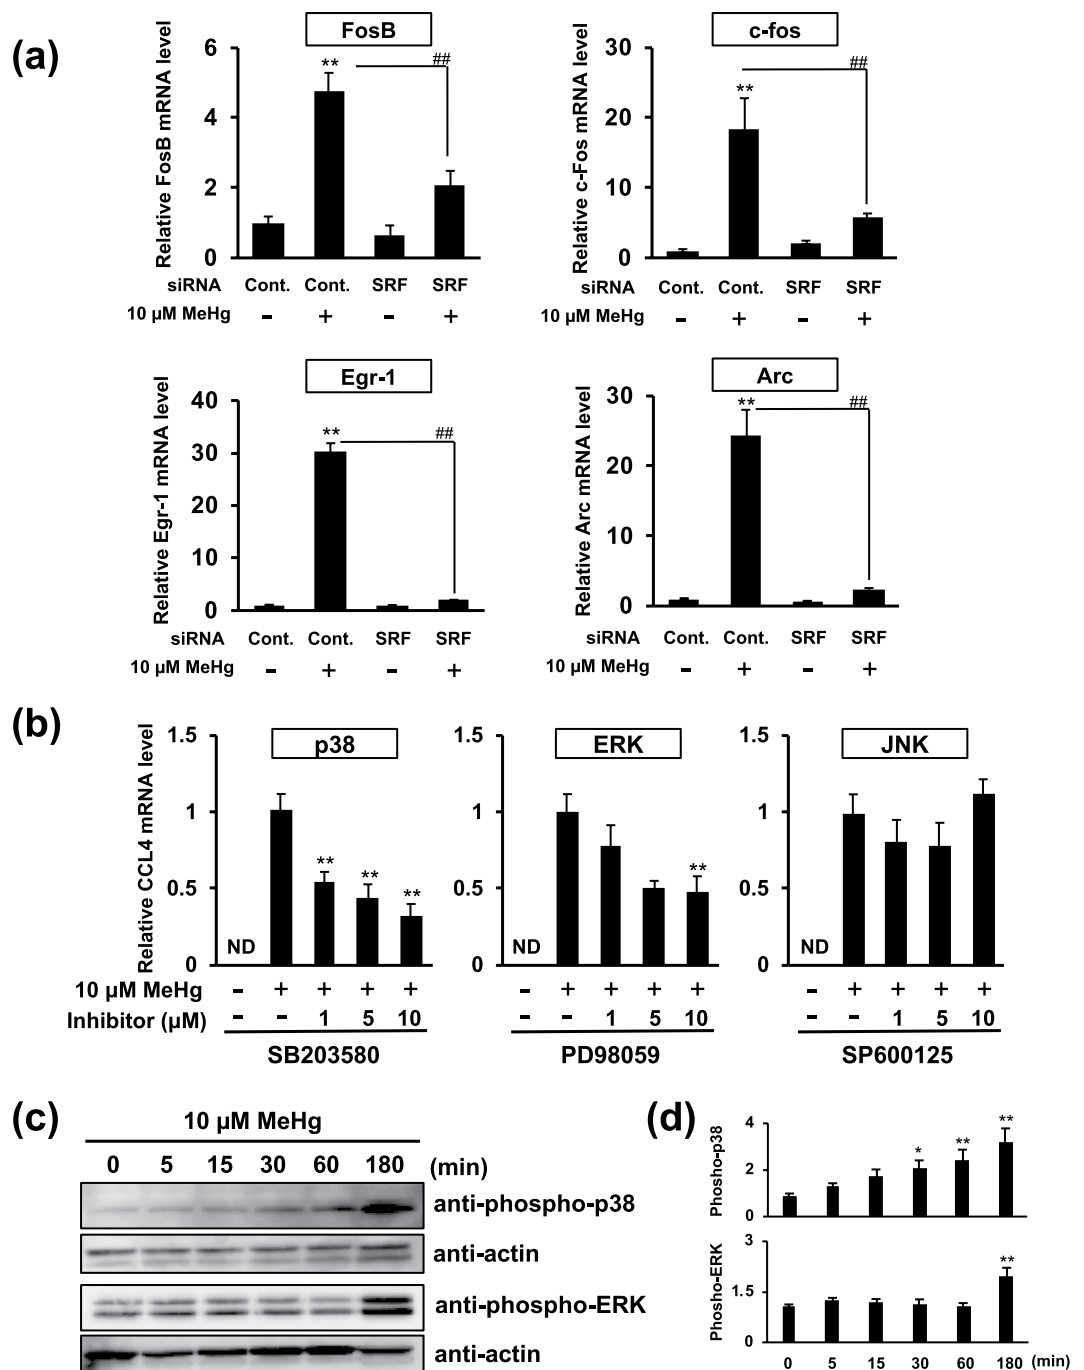 (a)
FosB
c-fos
Relative FosB mRNA level
6
4
2
0
**
##
siRNA Cont. Cont. SRF SRF
10 µM MeHg - + - +
Relative c-Fos mRNA level
30
20
10
0
**
##
siRNA Cont. Cont. SRF SRF
10 µM MeHg - + - +
Egr-1
Arc
Relative Egr-1 mRNA level
40
30
20
10
0
**
##
siRNA Cont. Cont. SRF SRF
10 µM MeHg - + - +
Relative Arc mRNA level
30
20
10
0
**
##
siRNA Cont. Cont. SRF SRF
10 µM MeHg - + - +
(b)
p38
ERK
JNK
Relative CCL4 mRNA level
1.5
1
0.5
0
ND
** ** **
1.5
1
0.5
0
ND
**
1.5
1
0.5
0
ND
10 µM MeHg - + + + + - + + + + - + + + +
Inhibitor (µM) - - 1 5 10 - - 1 5 10 - - 1 5 10
SB203580 PD98059 SP600125
(c)
10 µM MeHg
0 5 15 30 60 180 (min)
anti-phospho-p38
anti-actin
anti-phospho-ERK
anti-actin
(d)
Phosho-p38
4
2
0
* ** **
Phosho-ERK
3
1.5
0
**
0 5 15 30 60 180 (min)